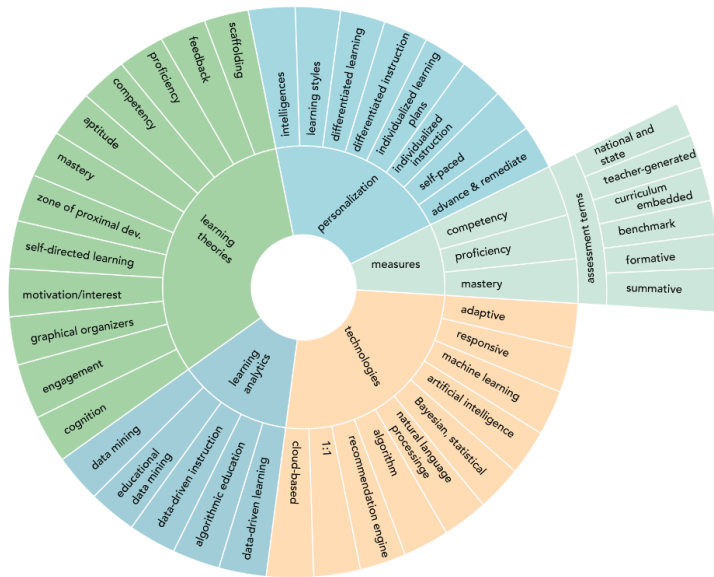 learning
theories
scaffolding
feedback
proficiency
competency
aptitude
mastery
zone of proximal dev.
self-directed learning
motivation/interest
graphical organizers
engagement
cognition
personalization
intelligences
learning styles
differentiated learning
differentiated instruction
individualized learning
plans
individualized
instruction
self-paced
advance & remediate
measures
competency
proficiency
mastery
assessment terms
national and
state
teacher-generated
curriculum
embedded
benchmark
formative
summative
technologies
adaptive
responsive
machine learning
artificial intelligence
Bayesian, statistical
natural language
processinge
algorithm
recommendation engine
1:1
cloud-based
learning
analytics
data mining
educational
data mining
data-driven instruction
algorithmic education
data-driven learning